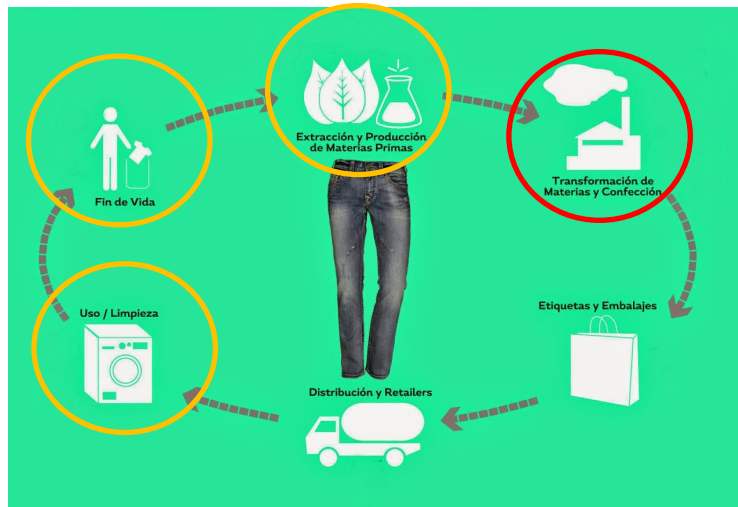 Extracción y Producción
de Materias Primas
Transformación de
Materias y Confección
Fin de Vida
Uso / Limpieza
Etiquetas y Embalajes
Distribución y Retailers